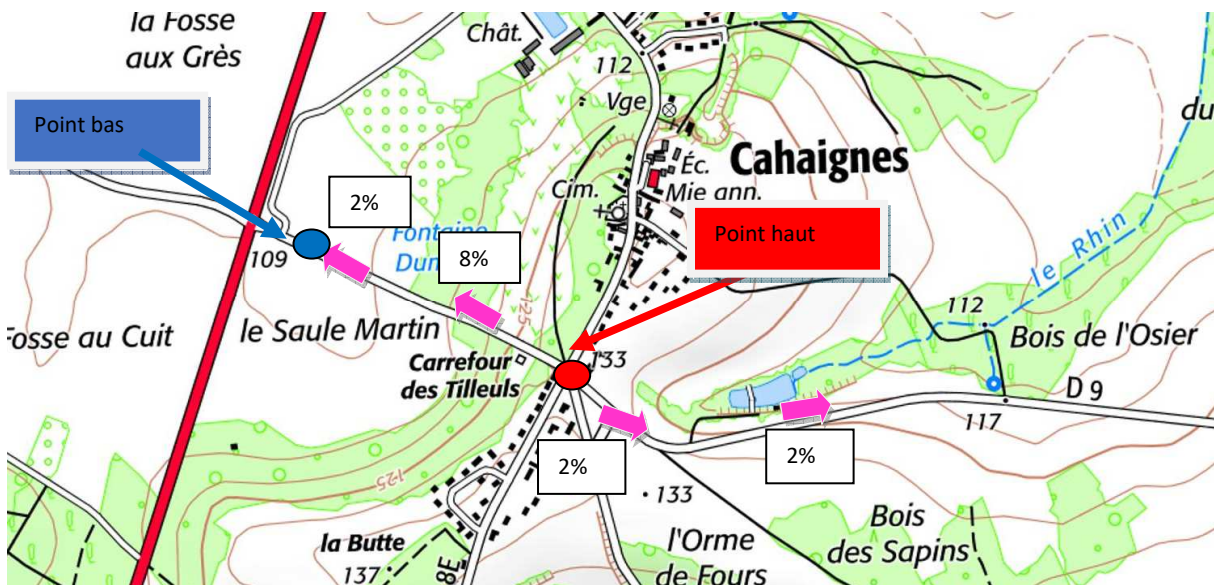 la Fosse
aux Grès
Chât.
112
Vge
du
Point bas
Cahaignes
Éc.
Mie ann.
Cim.
2%
Fontaine
8%
Point haut
le Rhin
109
125
112
Fosse au Cuit
le Saule Martin
Bois de l'Osier
Carrefour
des Tilleuls
133
D 9
117
2%
2%
125
133
la Butte
137
8E
l'Orme
de Fours
Bois
des Sapins